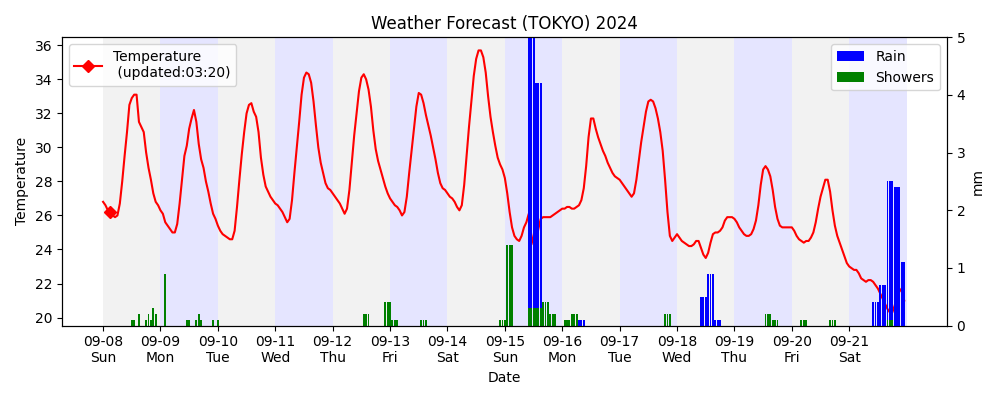 Weather Forecast (TOKYO) 2024
Temperature
(updated:03:20)
Rain
Showers
Temperature
36
34
32
30
28
26
24
22
20
5
4
3
2
1
0
mm
09-08 09-09 09-10 09-11 09-12 09-13 09-14 09-15 09-16 09-17 09-18 09-19 09-20 09-21
Sun Mon Tue Wed Thu Fri Sat Sun Mon Tue Wed Thu Fri Sat
Date